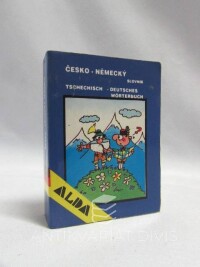 ČESKO - NĚMECKÝ
SLOVNÍK
TSCHECHISCH - DEUTSCHES
WÖRTERBUCH
ALDA